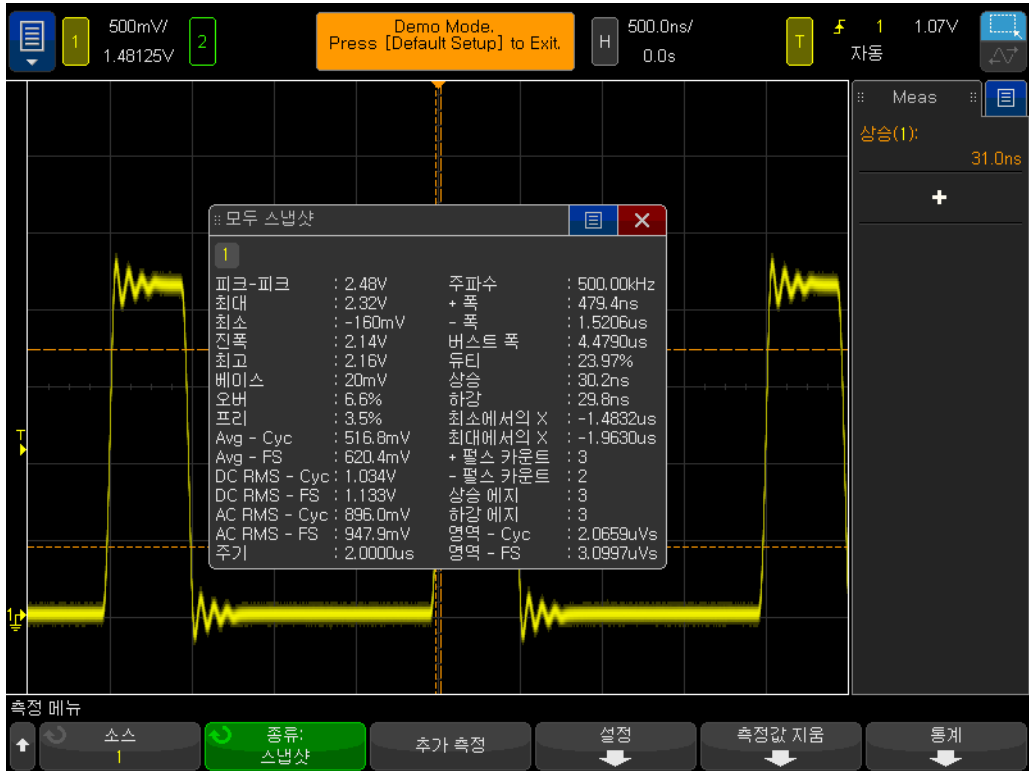 1
500mV/
1.48125V
2
Demo Mode,
Press [Default Setup] to Exit.
H
500.0ns/
0.0s
T
1
1.07V
자동
Meas
상승(1):
31.0ns
모두 스냅샷
1
피크-피크 : 2.48V
최대 : 2.32V
최소 : -160mV
진폭 : 2.14V
최고 : 2.16V
베이스 : 20mV
오버 : 6.6%
프리 : 3.5%
Avg - Cyc : 516.8mV
Avg - FS : 620.4mV
DC RMS - Cyc : 1.034V
DC RMS - FS : 1.133V
AC RMS - Cyc : 896.0mV
AC RMS - FS : 947.9mV
주기 : 2.0000us
주파수 : 500.00kHz
+ 폭 : 479.4ns
- 폭 : 1.5206us
버스트 폭 : 4.4790us
듀티 : 23.97%
상승 : 30.2ns
하강 : 29.8ns
최소에서의 X : -1.4832us
최대에서의 X : -1.9630us
+ 펄스 카운트 : 3
- 펄스 카운트 : 2
상승 에지 : 3
하강 에지 : 3
영역 - Cyc : 2.0659uVs
영역 - FS : 3.0997uVs
T
1
측정 메뉴
소스
1
종류:
스냅샷
추가 측정
설정
측정값 지움
통계